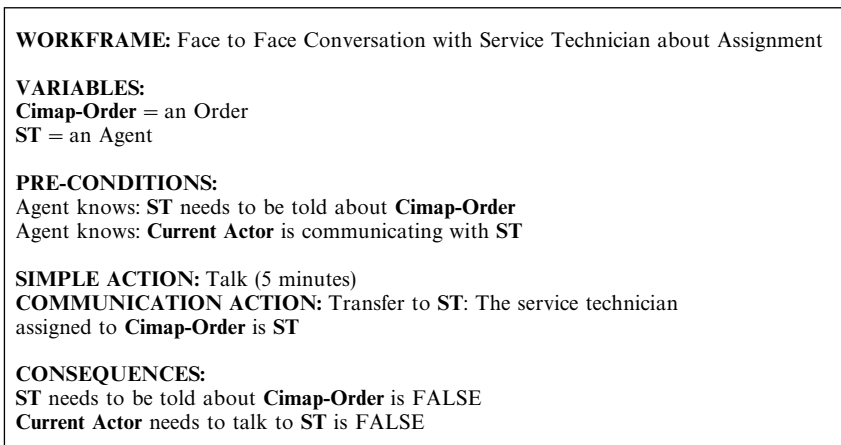 WORKFRAME: Face to Face Conversation with Service Technician about Assignment
VARIABLES:
Cimap-Order = an Order
ST = an Agent
PRE-CONDITIONS:
Agent knows: ST needs to be told about Cimap-Order
Agent knows: Current Actor is communicating with ST
SIMPLE ACTION: Talk (5 minutes)
COMMUNICATION ACTION: Transfer to ST: The service technician
assigned to Cimap-Order is ST
CONSEQUENCES:
ST needs to be told about Cimap-Order is FALSE
Current Actor needs to talk to ST is FALSE